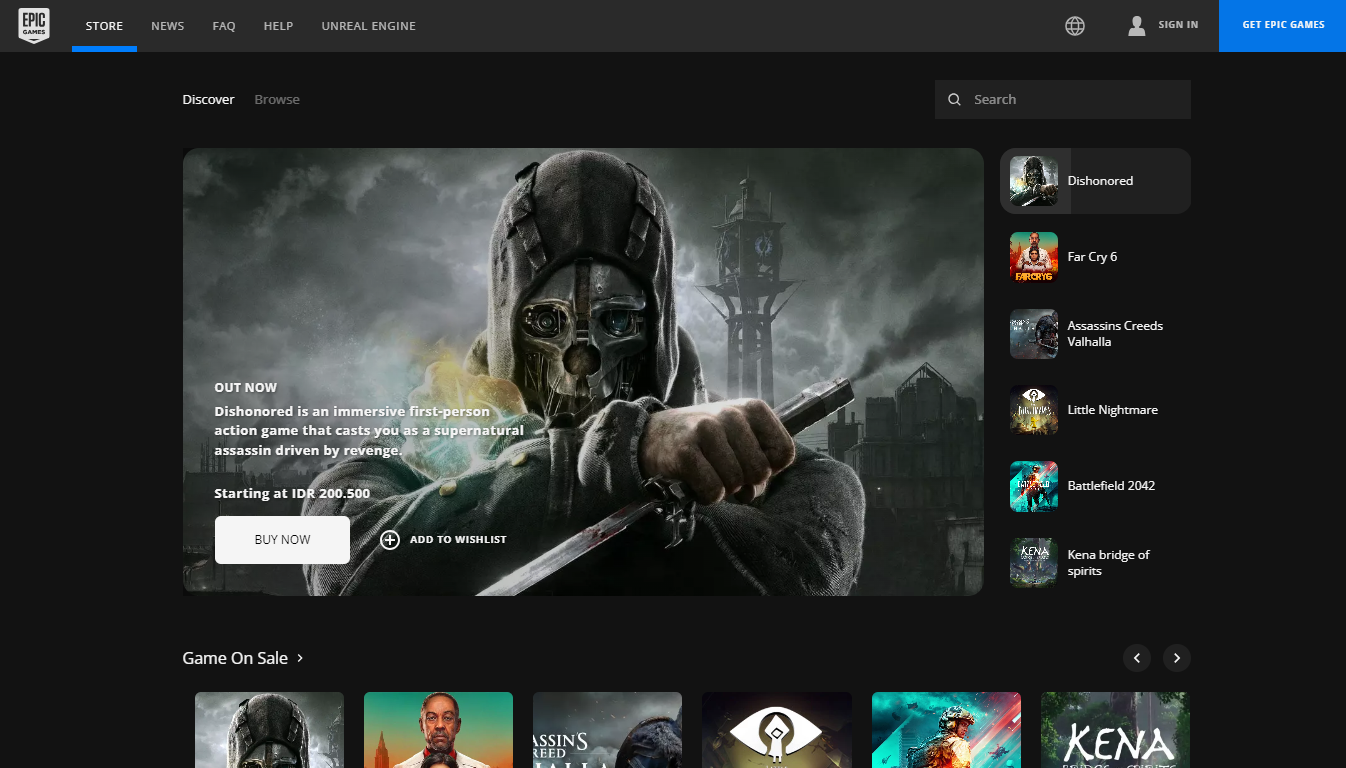 EPIC
GAMES
STORE
NEWS
FAQ
HELP
UNREAL ENGINE
SIGN IN
GET EPIC GAMES
Discover
Browse
Search
OUT NOW
Dishonored is an immersive first-person
action game that casts you as a supernatural
assassin driven by revenge.
Starting at IDR 200.500
BUY NOW
ADD TO WISHLIST
Dishonored
FARCRY6
Far Cry 6
Assassins Creeds
Valhalla
Little Nightmare
Battlefield 2042
KENA
Kena bridge of
spirits
Game On Sale
ASSIN'S
REED
KENA